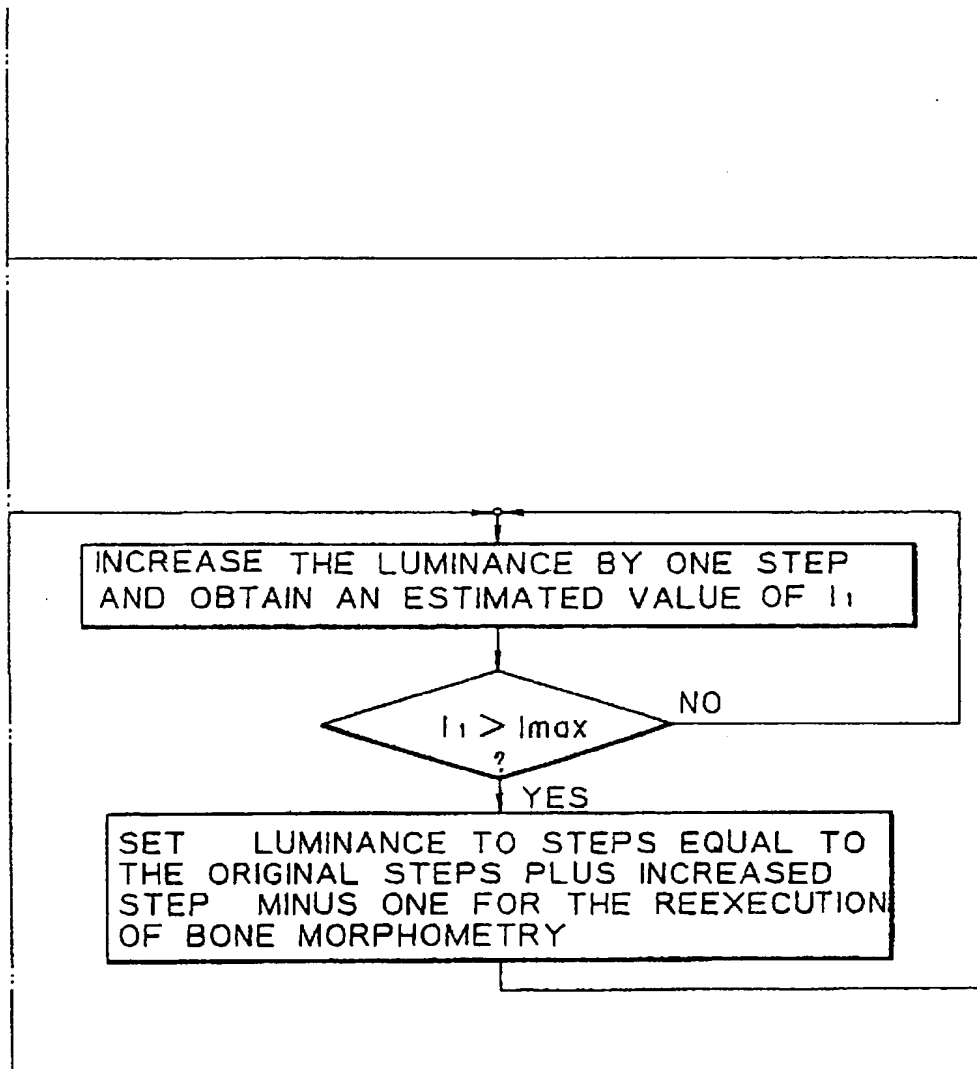 INCREASE THE LUMINANCE BY ONE STEP
AND OBTAIN AN ESTIMATED VALUE OF I₁
I₁ > Imax
?
NO
YES
SET LUMINANCE TO STEPS EQUAL TO
THE ORIGINAL STEPS PLUS INCREASED
STEP MINUS ONE FOR THE REEXECUTION
OF BONE MORPHOMETRY